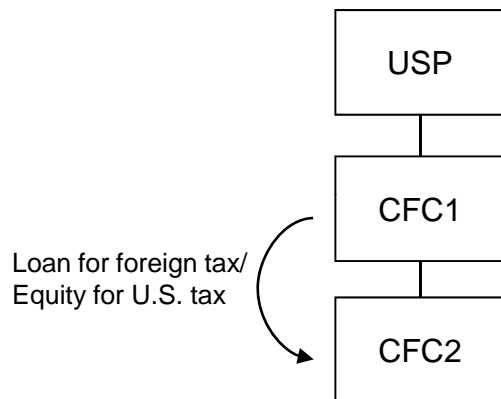 USP
CFC1
Loan for foreign tax/
Equity for U.S. tax
CFC2